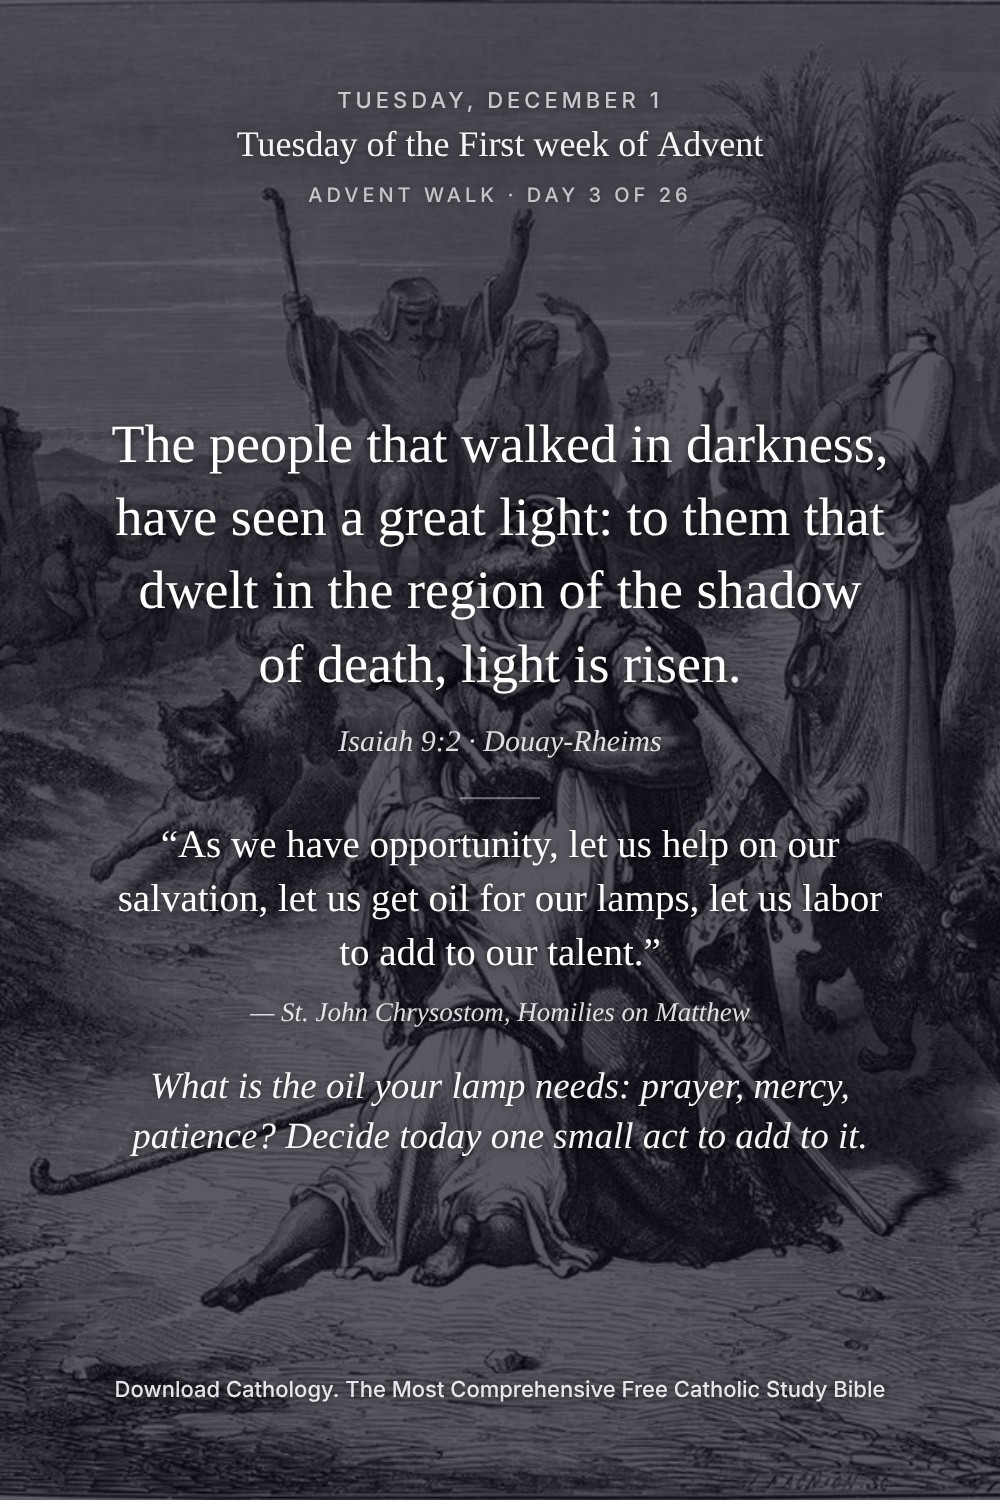 TUESDAY, DECEMBER 1
Tuesday of the First week of Advent
ADVENT WALK · DAY 3 OF 26
The people that walked in darkness,
have seen a great light: to them that
dwelt in the region of the shadow
of death, light is risen.
Isaiah 9:2 · Douay-Rheims
“As we have opportunity, let us help on our
salvation, let us get oil for our lamps, let us labor
to add to our talent.”
— St. John Chrysostom, Homilies on Matthew
What is the oil your lamp needs: prayer, mercy,
patience? Decide today one small act to add to it.
Download Cathology. The Most Comprehensive Free Catholic Study Bible